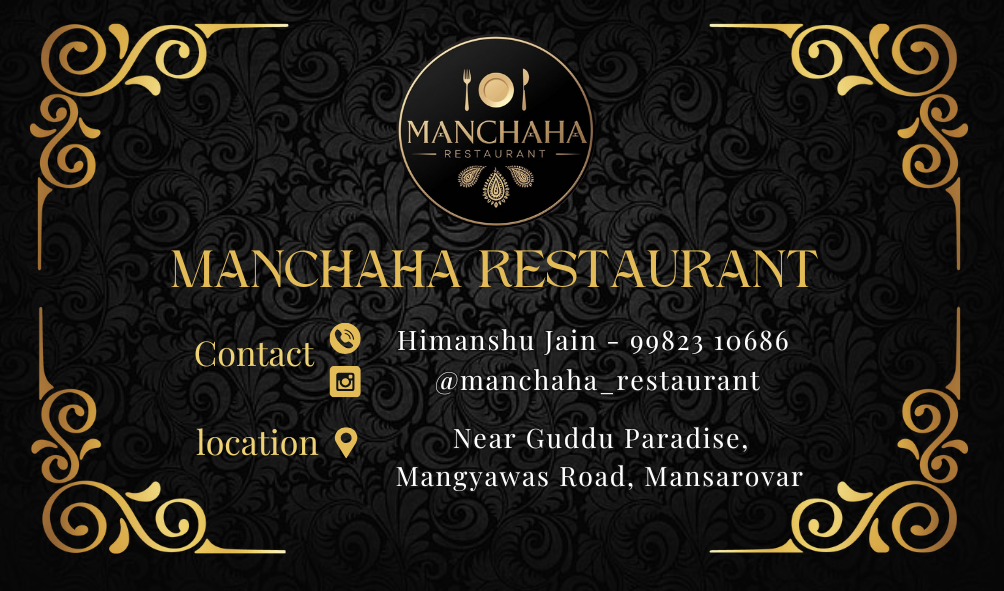 MANCHAHA
RESTAURANT
MANCHAHA RESTAURANT
Contact
Himanshu Jain - 99823 10686
@manchaha_restaurant
location
Near Guddu Paradise,
Mangyawas Road, Mansarovar